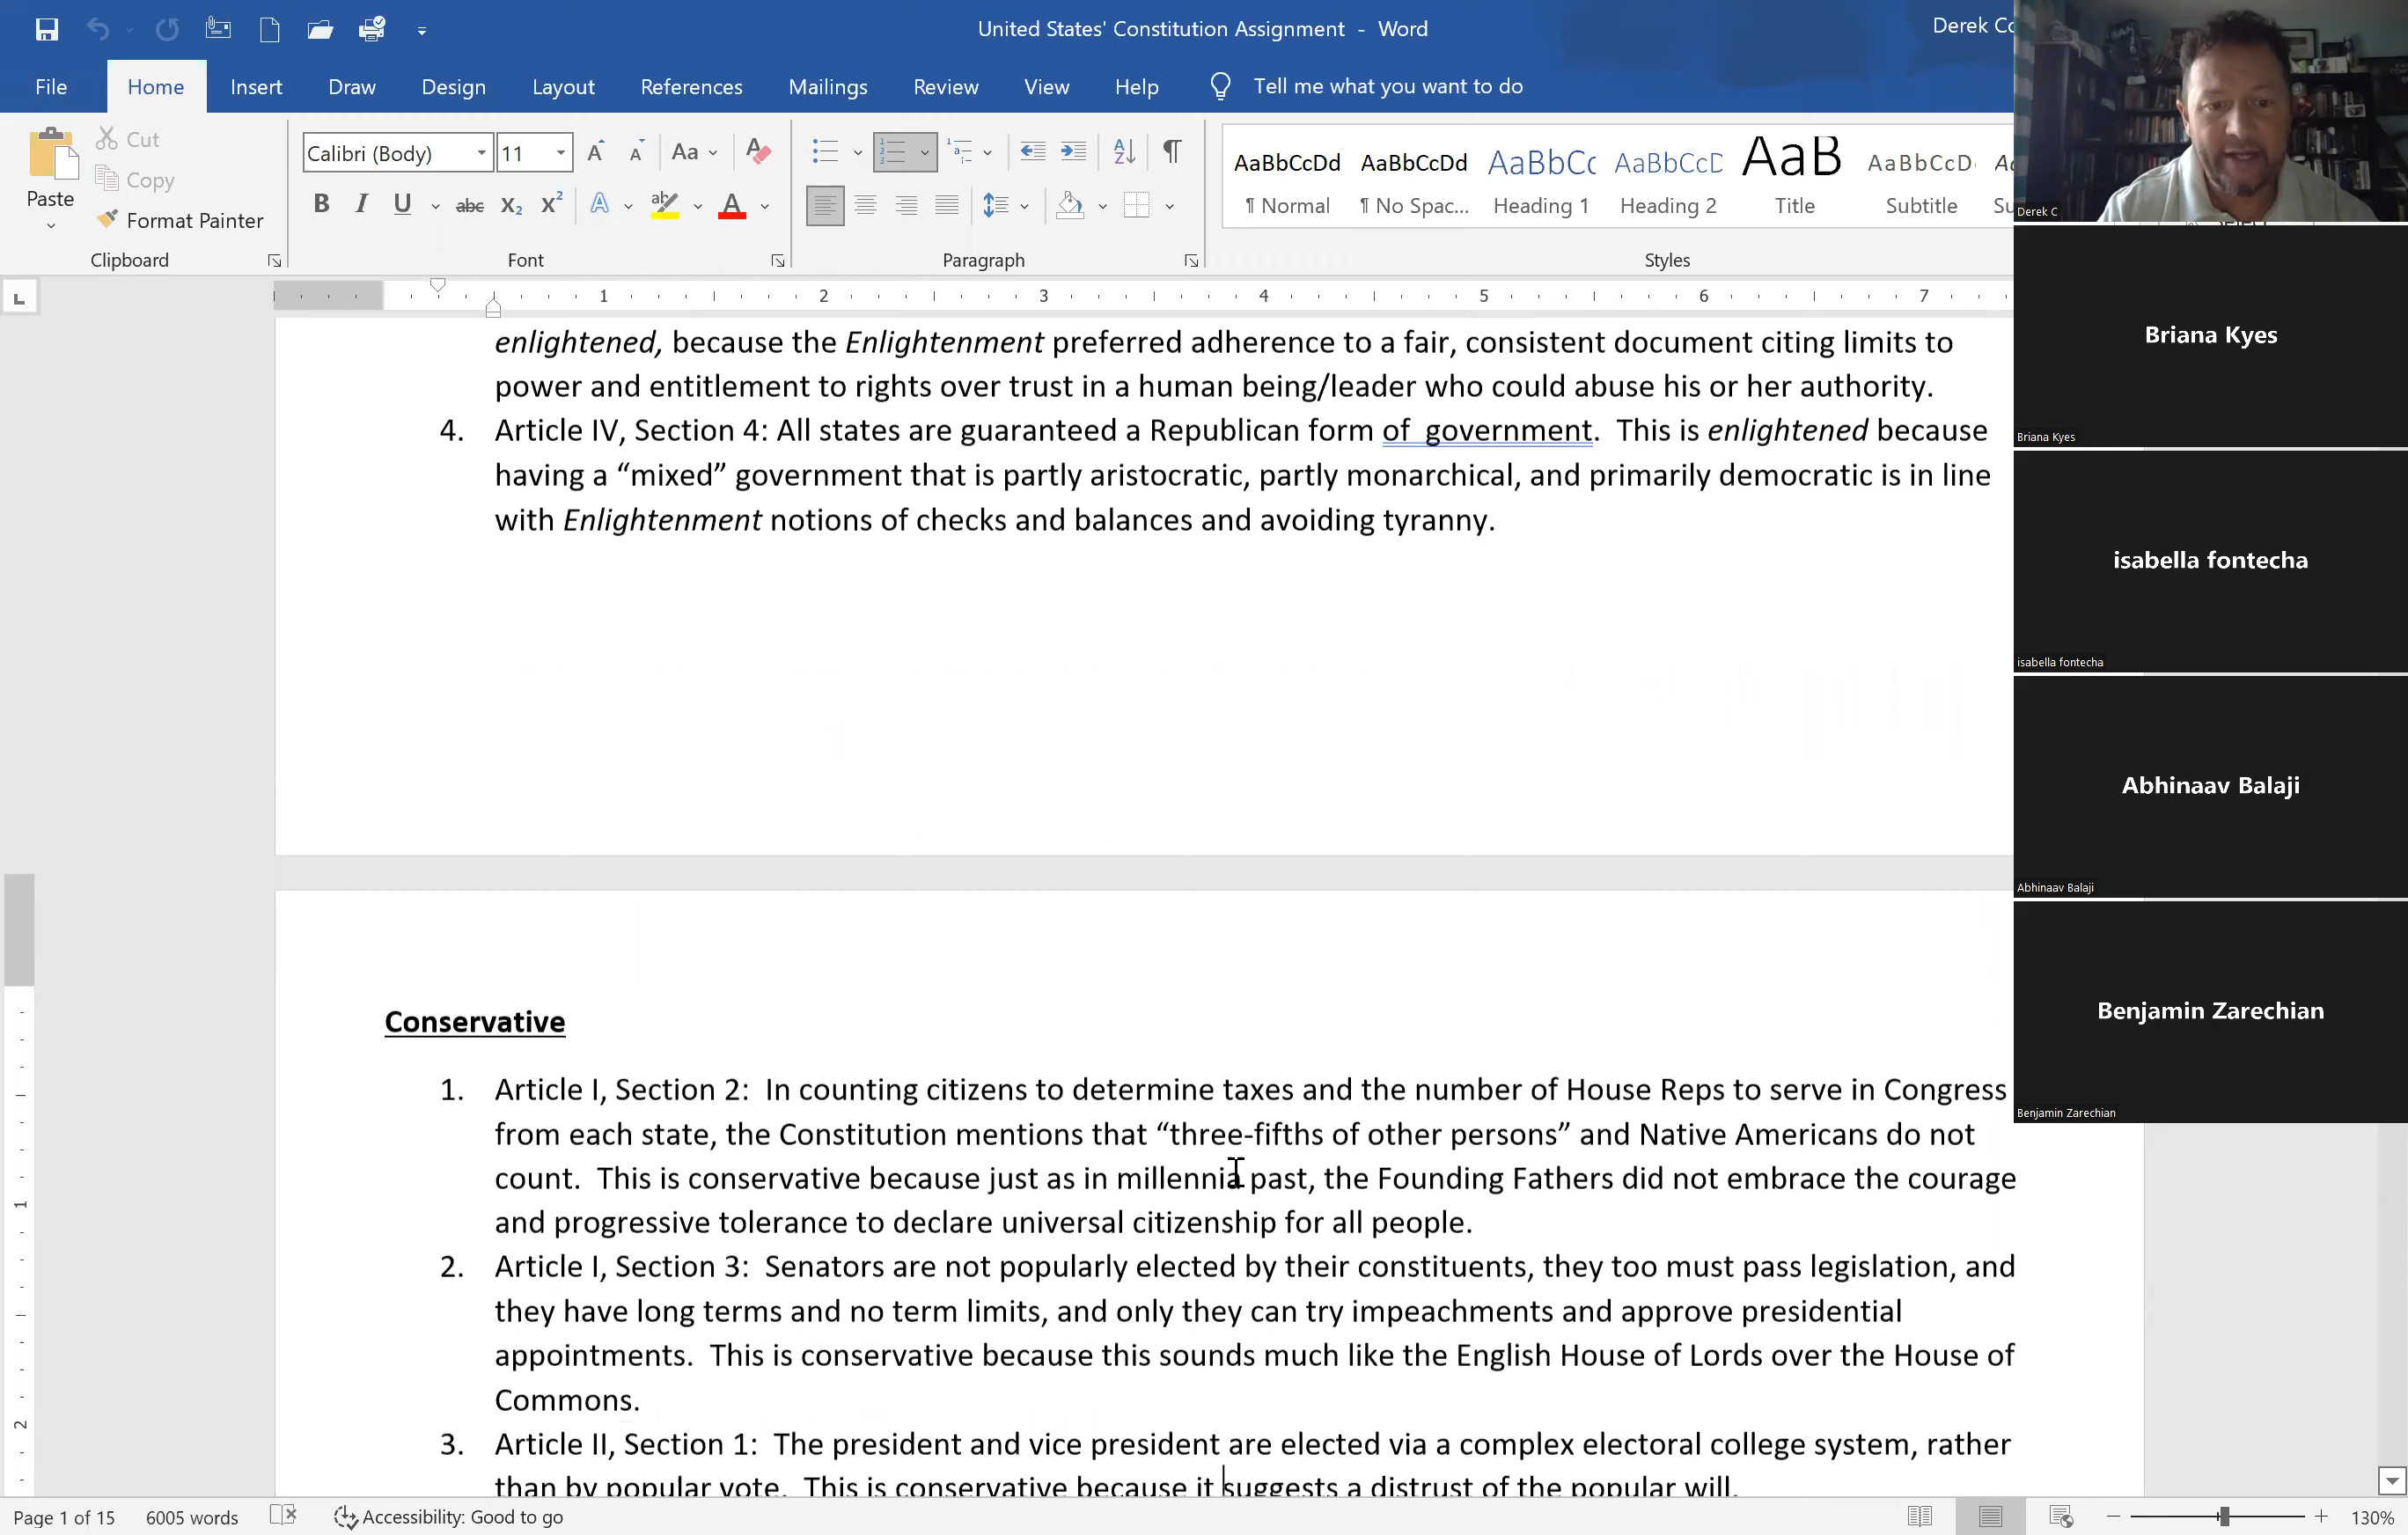 United States' Constitution Assignment - Word
Derek Co
File Home Insert Draw Design Layout References Mailings Review View Help Tell me what you want to do
Paste
Cut
Copy
Format Painter
Clipboard
Calibri (Body) 11
Font
Paragraph
AaBbCcDd AaBbCcDd AaBbCc AaBbCcD AaB AaBbCcD
¶ Normal ¶ No Spac... Heading 1 Heading 2 Title Subtitle Su
Styles
1 2 3 4 5 6 7
enlightened, because the Enlightenment preferred adherence to a fair, consistent document citing limits to
power and entitlement to rights over trust in a human being/leader who could abuse his or her authority.
4. Article IV, Section 4: All states are guaranteed a Republican form of  government.  This is enlightened because
having a “mixed” government that is partly aristocratic, partly monarchical, and primarily democratic is in line
with Enlightenment notions of checks and balances and avoiding tyranny.
Conservative
1. Article I, Section 2:  In counting citizens to determine taxes and the number of House Reps to serve in Congress
from each state, the Constitution mentions that “three-fifths of other persons” and Native Americans do not
count.  This is conservative because just as in millennia past, the Founding Fathers did not embrace the courage
and progressive tolerance to declare universal citizenship for all people.
2. Article I, Section 3:  Senators are not popularly elected by their constituents, they too must pass legislation, and
they have long terms and no term limits, and only they can try impeachments and approve presidential
appointments.  This is conservative because this sounds much like the English House of Lords over the House of
Commons.
3. Article II, Section 1:  The president and vice president are elected via a complex electoral college system, rather
than by popular vote.  This is conservative because it suggests a distrust of the popular will.
Page 1 of 15 6005 words Accessibility: Good to go 130%
Derek C
Briana Kyes
Briana Kyes
isabella fontecha
isabella fontecha
Abhinaav Balaji
Abhinaav Balaji
Benjamin Zarechian
Benjamin Zarechian